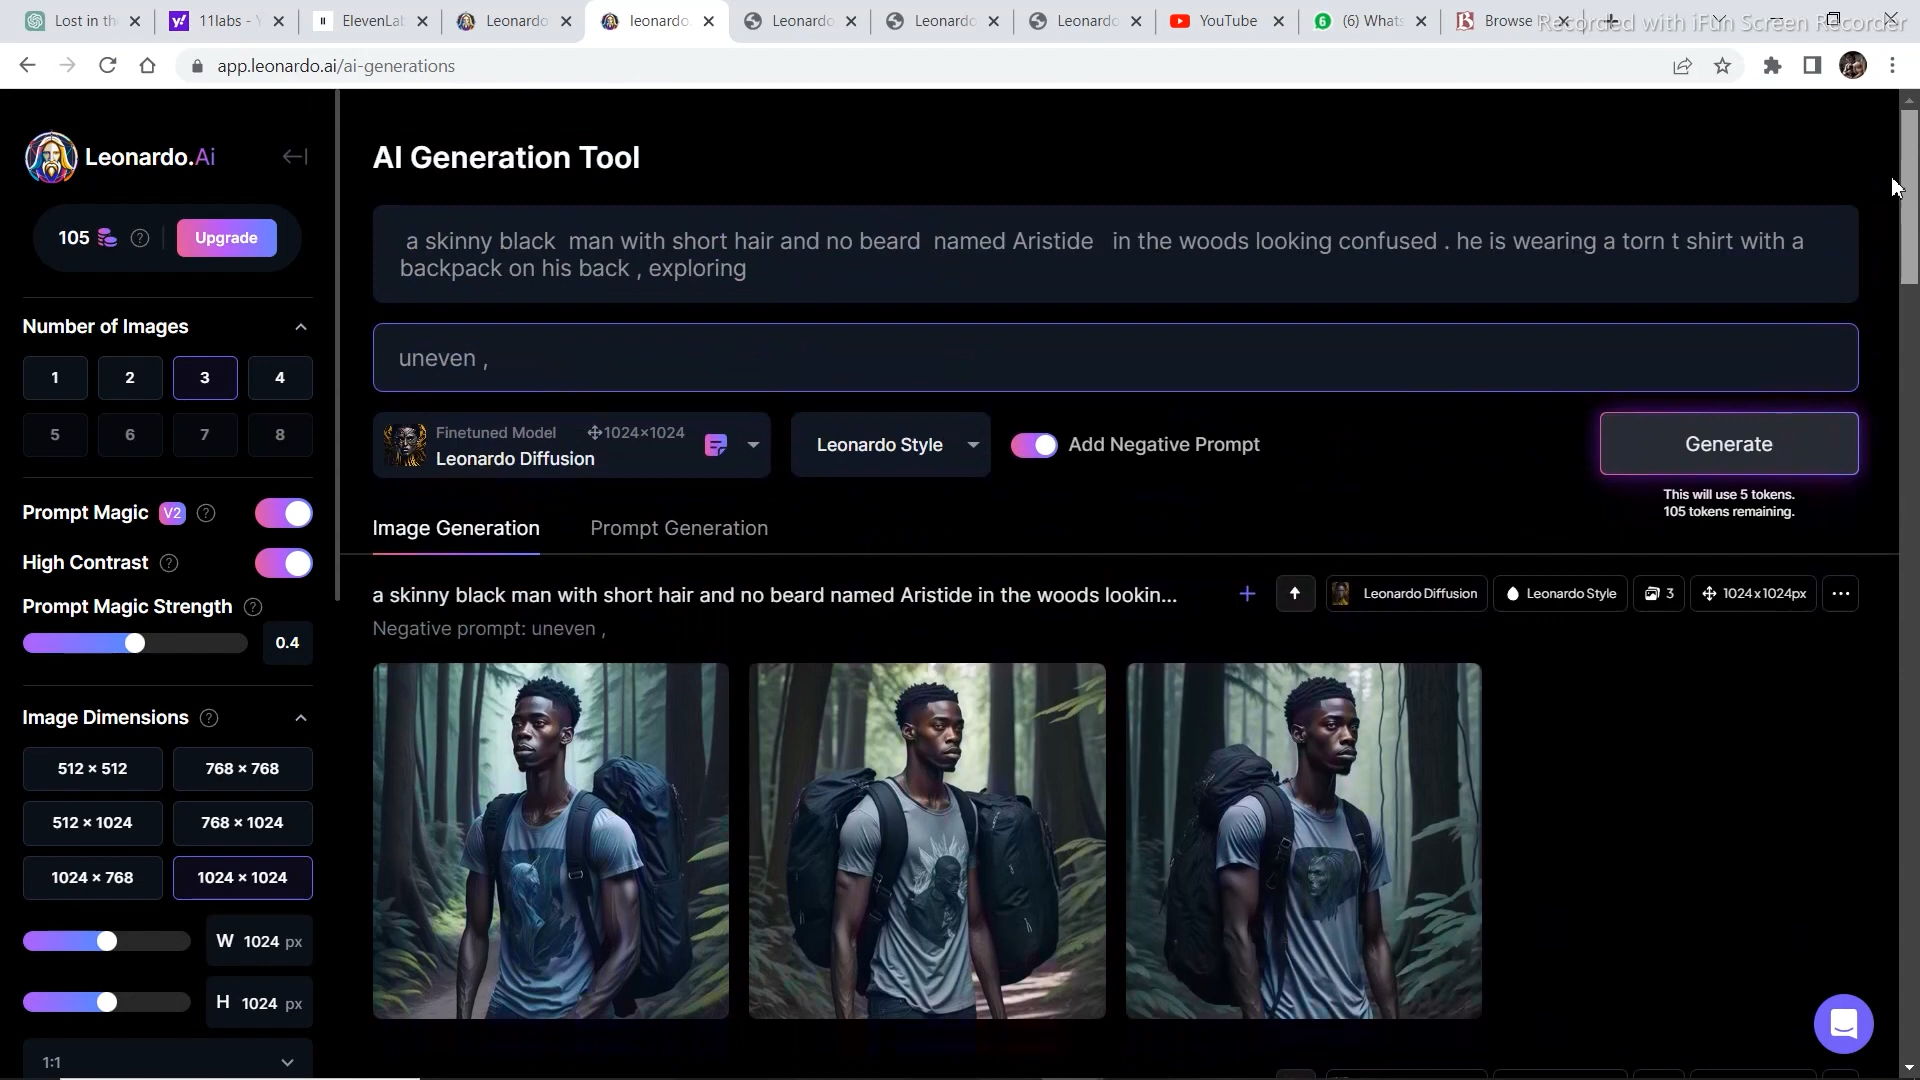 Lost in th
11labs - Y
ElevenLab
Leonardo
leonardo.
Leonardo
Leonardo
Leonardo
YouTube
(6) Whats
Browse
Recorded with iFun Screen Recorder
app.leonardo.ai/ai-generations
Leonardo.Ai
105
Upgrade
Number of Images
1 2 3 4
5 6 7 8
Prompt Magic V2
High Contrast
Prompt Magic Strength
0.4
Image Dimensions
512 × 512 768 × 768
512 × 1024 768 × 1024
1024 × 768 1024 × 1024
W 1024 px
H 1024 px
1:1
AI Generation Tool
a skinny black man with short hair and no beard named Aristide in the woods looking confused . he is wearing a torn t shirt with a
backpack on his back , exploring
uneven ,
Finetuned Model 1024×1024
Leonardo Diffusion
Leonardo Style
Add Negative Prompt
Generate
This will use 5 tokens.
105 tokens remaining.
Image Generation Prompt Generation
a skinny black man with short hair and no beard named Aristide in the woods lookin...
Leonardo Diffusion Leonardo Style 3 1024 x 1024px
Negative prompt: uneven ,